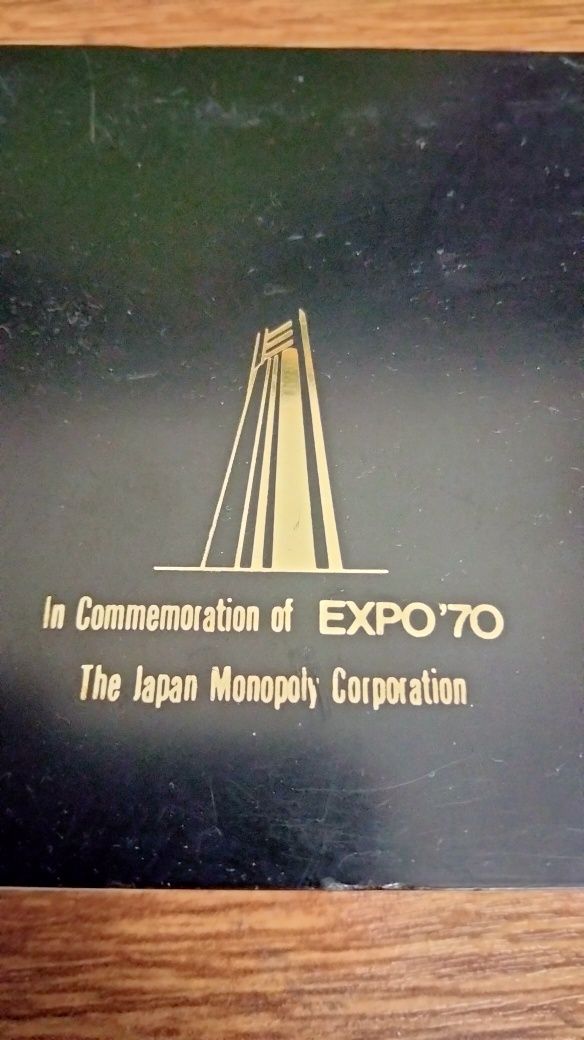 In Commemoration of EXPO'70
The Japan Monopoly Corporation